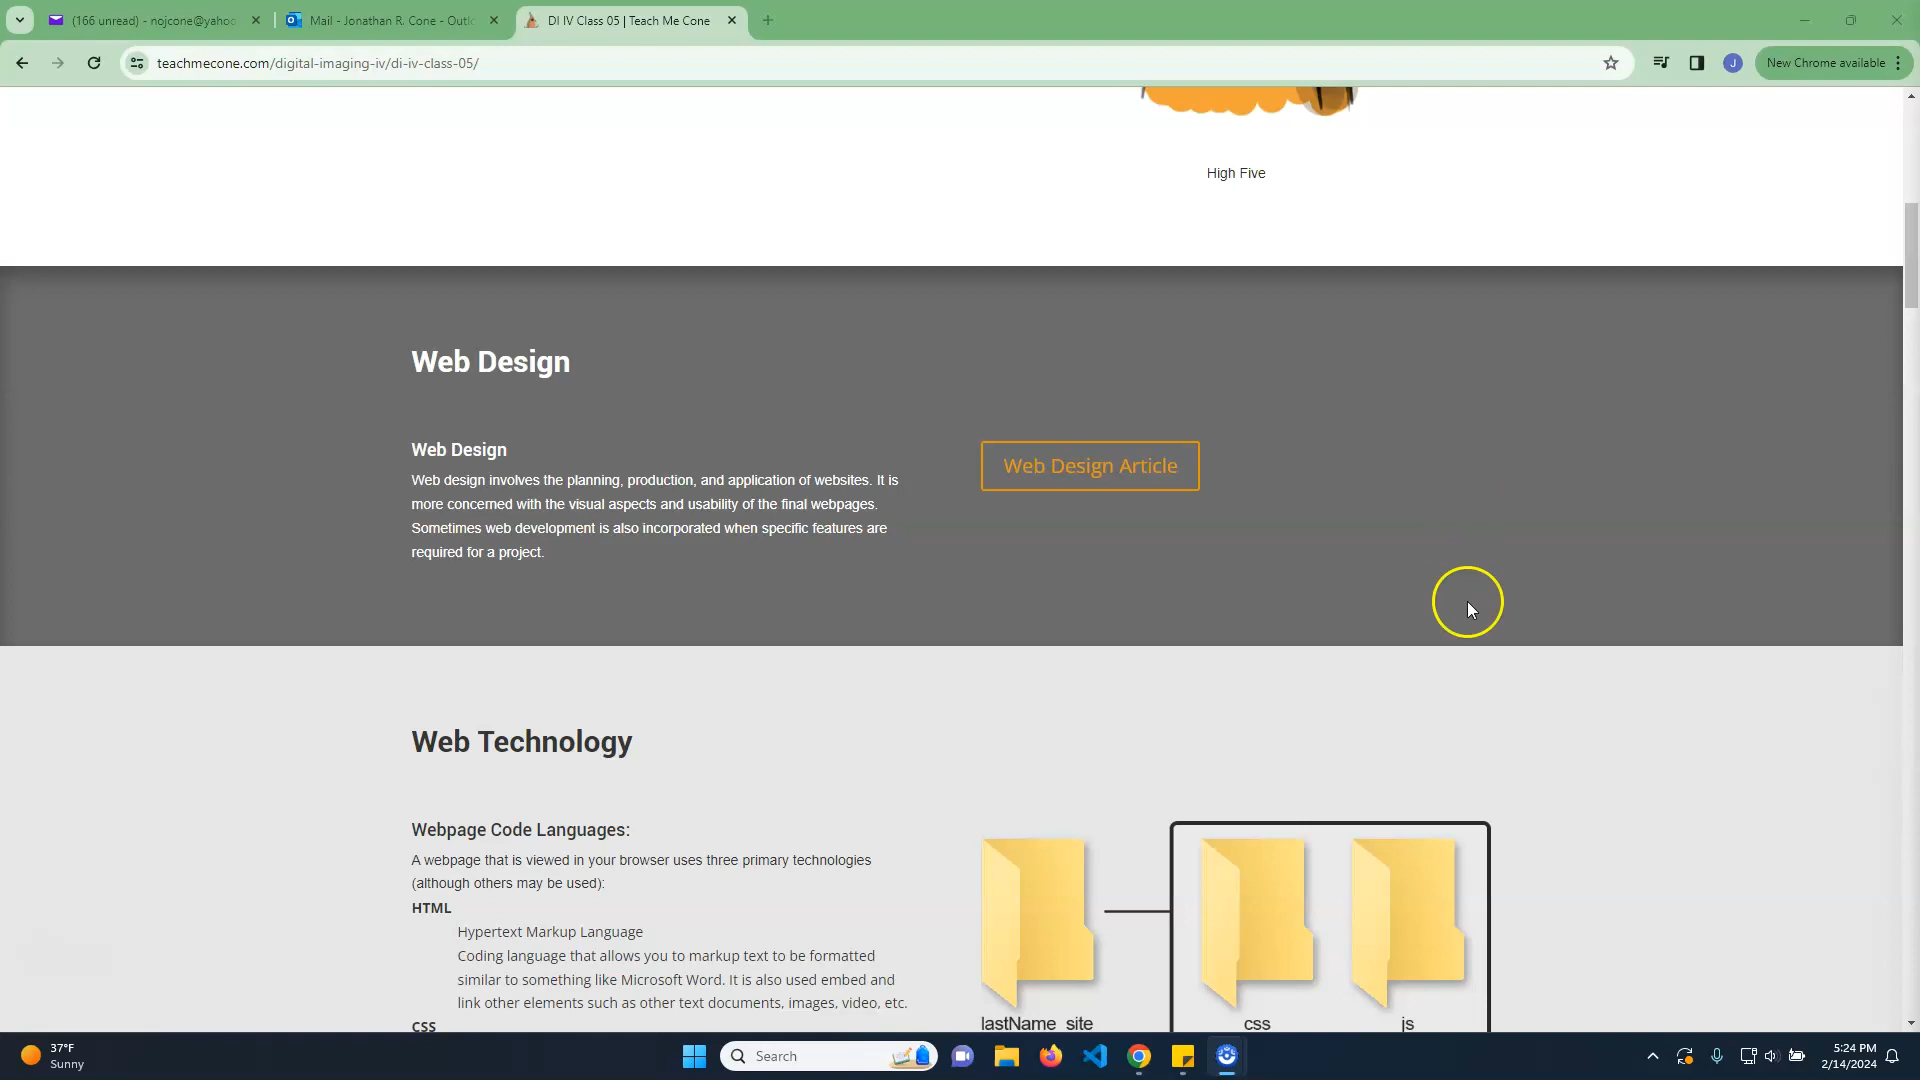 (166 unread) - nojcone@yahoo
Mail - Jonathan R. Cone - Outlo
DI IV Class 05 | Teach Me Cone
teachmecone.com/digital-imaging-iv/di-iv-class-05/
J
New Chrome available
High Five
Web Design
Web Design
Web design involves the planning, production, and application of websites. It is
more concerned with the visual aspects and usability of the final webpages.
Sometimes web development is also incorporated when specific features are
required for a project.
Web Design Article
Web Technology
Webpage Code Languages:
A webpage that is viewed in your browser uses three primary technologies
(although others may be used):
HTML
Hypertext Markup Language
Coding language that allows you to markup text to be formatted
similar to something like Microsoft Word. It is also used embed and
link other elements such as other text documents, images, video, etc.
CSS
lastName_site
css
js
37°F
Sunny
Search
5:24 PM
2/14/2024